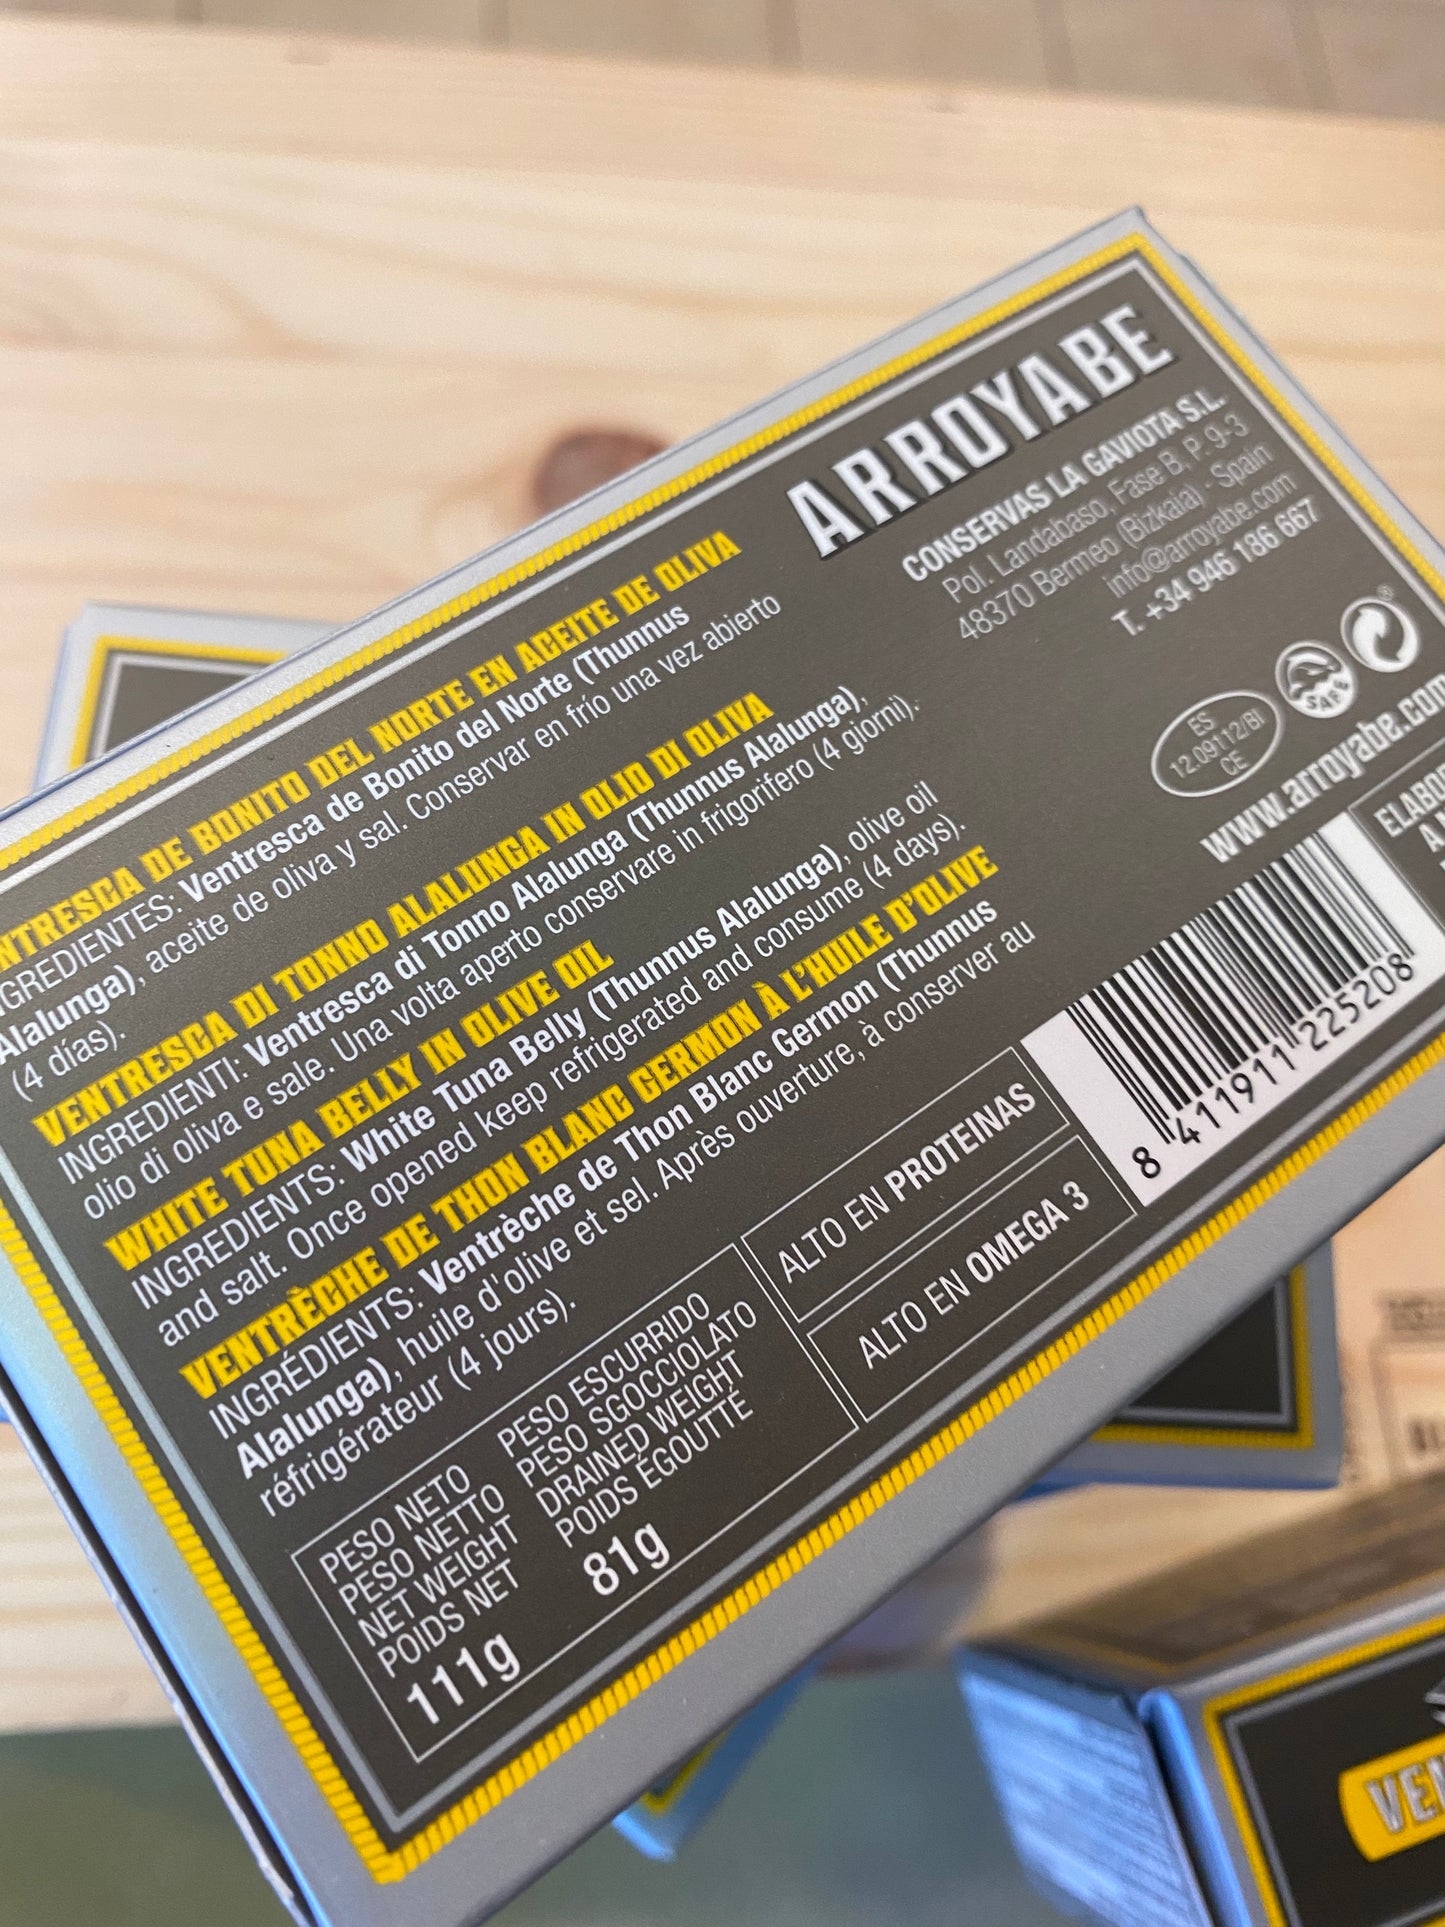 ARROYABE
CONSERVAS LA GAVIOTA S.L.
Pol. Landabaso, Fase B, P. 9-3
48370 Bermeo (Bizkaia) - Spain
info@arroyabe.com
T. +34 946 186 667
ES
12.09112/BI
CE
SAFE
www.arroyabe.com
NTRESCA DE BONITO DEL NORTE EN ACEITE DE OLIVA
GREDIENTES: Ventresca de Bonito del Norte (Thunnus
Alalunga), aceite de oliva y sal. Conservar en frío una vez abierto
(4 días).
VENTRESCA DI TONNO ALALUNGA IN OLIO DI OLIVA
INGREDIENTI: Ventresca di Tonno Alalunga (Thunnus Alalunga),
olio di oliva e sale. Una volta aperto conservare in frigorifero (4 giorni).
WHITE TUNA BELLY IN OLIVE OIL
INGREDIENTS: White Tuna Belly (Thunnus Alalunga), olive oil
and salt. Once opened keep refrigerated and consume (4 days).
VENTRÈCHE DE THON BLANC GERMON À L'HUILE D'OLIVE
INGRÉDIENTS: Ventrèche de Thon Blanc Germon (Thunnus
Alalunga), huile d'olive et sel. Après ouverture, à conserver au
réfrigérateur (4 jours).
PESO NETO
PESO NETTO
NET WEIGHT
POIDS NET
111g
PESO ESCURRIDO
PESO SGOCCIOLATO
DRAINED WEIGHT
POIDS ÉGOUTTÉ
81g
ALTO EN PROTEINAS
ALTO EN OMEGA 3
8 411911 225208
ELABOR
A
VEN